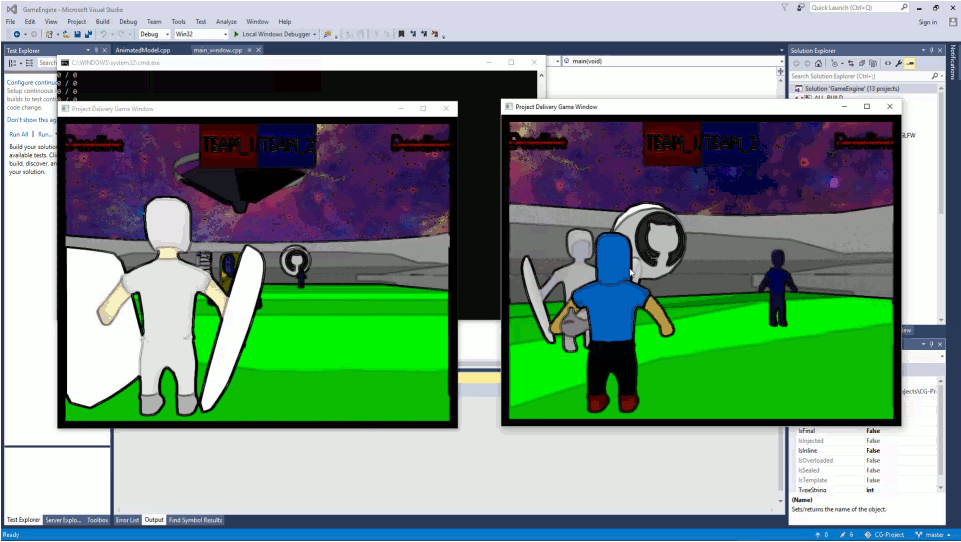 GameEngine - Microsoft Visual Studio
Quick Launch (Ctrl+Q)
File Edit View Project Build Debug Team Tools Test Analyze Window Help
Sign in
Debug Win32 Local Windows Debugger
Test Explorer
AnimatedModel.cpp main_window.cpp
Solution Explorer
Notifications
Search
C:\WINDOWS\system32\cmd.exe
main(void)
0 / 0
0 / 0
0 / 0
Search Solution Explorer (Ctrl+;)
Solution 'GameEngine' (13 projects)
ALL_BUILD
GLFW
Configure continu
Setup continuous
builds to test cont
code change.
Don't show this ag
Run All | Run...
Build your solution
available tests. Cli
build, discover, an
your solution.
Project Delivery Game Window
TEAM_1 TEAM_2
Project Delivery Game Window
TEAM_1 TEAM_2
ew
ojects\CG-Pr
IsFinal False
IsInjected False
IsInline False
IsOverloaded False
IsSealed False
IsTemplate False
TypeString int
(Name)
Sets/returns the name of the object.
Test Explorer Server Explo... Toolbox Error List Output Find Symbol Results
Ready
0 6 CG-Project master